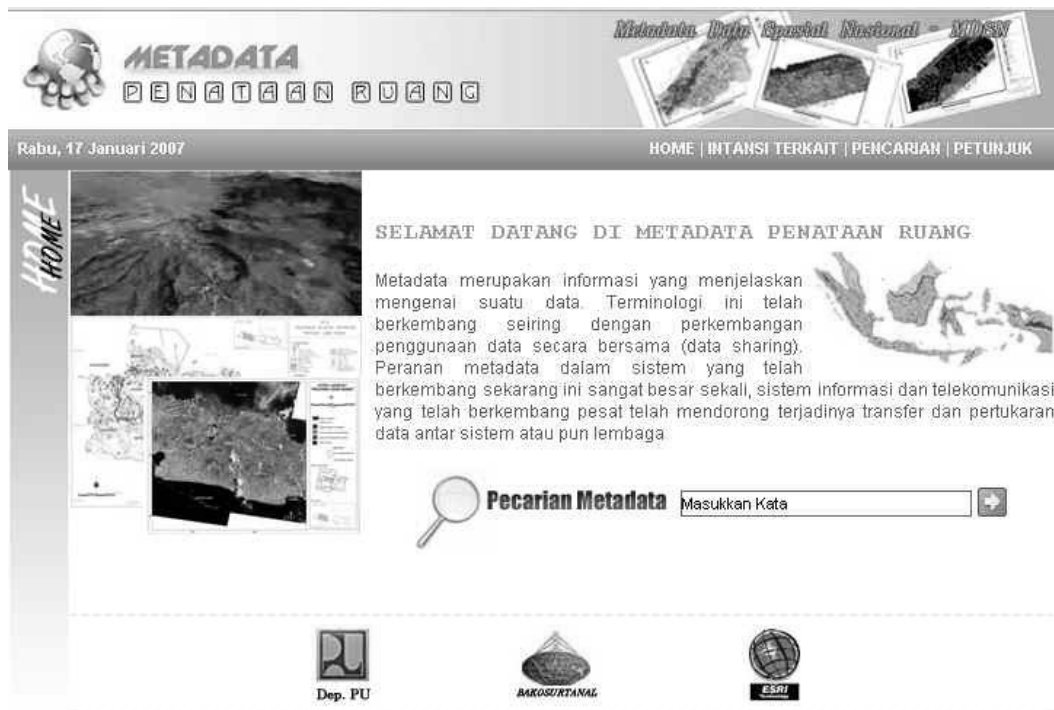 METADATA
PENATAAN RUANG
Metadata Data Spasial Nasional - MDSN
Rabu, 17 Januari 2007
HOME | INTANSI TERKAIT | PENCARIAN | PETUNJUK
HOME
HOME
SELAMAT DATANG DI METADATA PENATAAN RUANG
Metadata merupakan informasi yang menjelaskan
mengenai suatu data. Terminologi ini telah
berkembang seiring dengan perkembangan
penggunaan data secara bersama (data sharing).
Peranan metadata dalam sistem yang telah
berkembang sekarang ini sangat besar sekali, sistem informasi dan telekomunikasi
yang telah berkembang pesat telah mendorong terjadinya transfer dan pertukaran
data antar sistem atau pun lembaga
Pecarian Metadata
Masukkan Kata
PU
Dep. PU
BAKOSURTANAL
ESRI